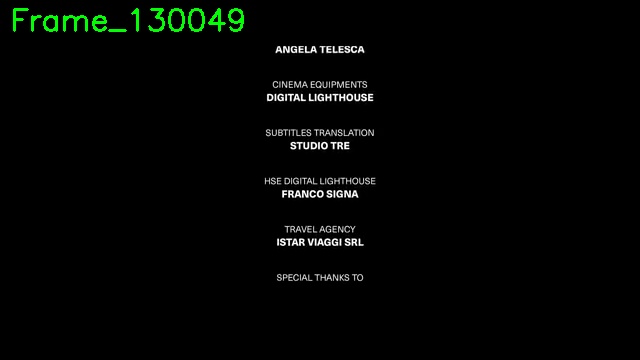 Frame_130049
ANGELA TELESCA
CINEMA EQUIPMENTS
DIGITAL LIGHTHOUSE
SUBTITLES TRANSLATION
STUDIO TRE
HSE DIGITAL LIGHTHOUSE
FRANCO SIGNA
TRAVEL AGENCY
ISTAR VIAGGI SRL
SPECIAL THANKS TO